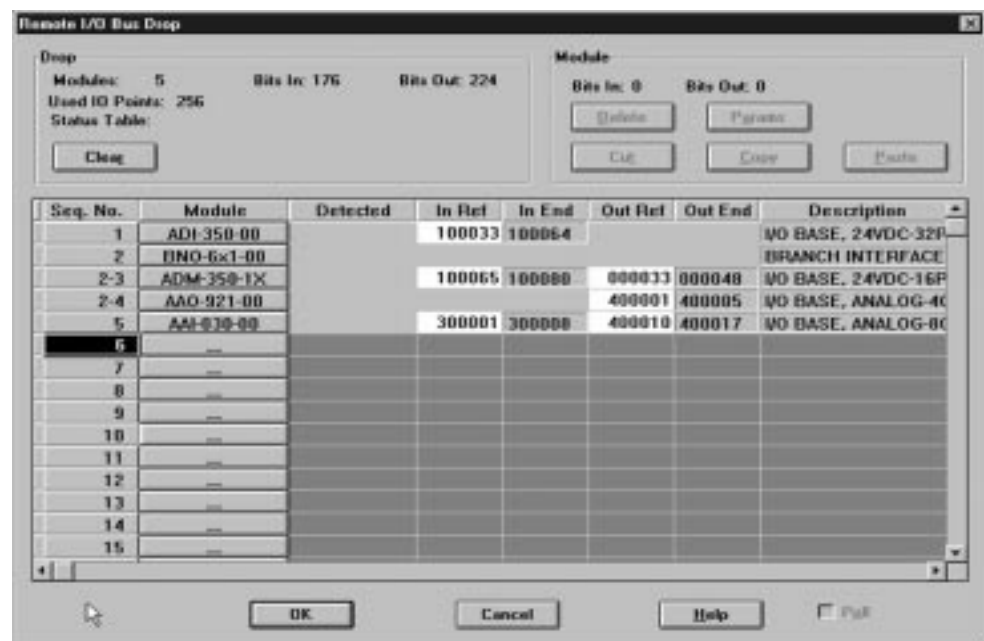 Remote I/O Bus Drop
Drop
Modules: 5 Bits In: 176 Bits Out: 224
Used IO Points: 256
Status Table:
Clear
Module
Bits In: 0 Bits Out: 0
Delete Params
Cut Copy Paste
Seq. No. Module Detected In Ref In End Out Ref Out End Description
1 ADI-350-00 100033 100064 I/O BASE, 24VDC-32P
2 BNO-6x1-00 BRANCH INTERFACE
2-3 ADM-350-1X 100065 100080 000033 000048 I/O BASE, 24VDC-16P
2-4 AAO-921-00 400001 400005 I/O BASE, ANALOG-4C
5 AAI-030-00 300001 300008 400010 400017 I/O BASE, ANALOG-8C
6 ...
7 ...
8 ...
9 ...
10 ...
11 ...
12 ...
13 ...
14 ...
15 ...
OK Cancel Help Poll